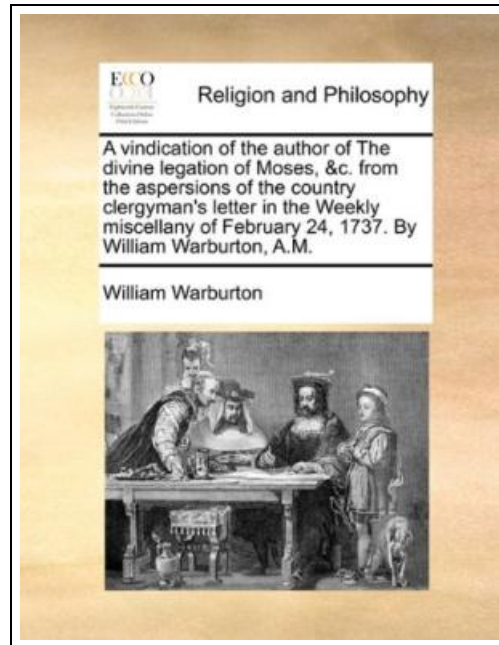 ECCO
Religion and Philosophy
A vindication of the author of The
divine legation of Moses, &c. from
the aspersions of the country
clergyman's letter in the Weekly
miscellany of February 24, 1737. By
William Warburton, A.M.
William Warburton